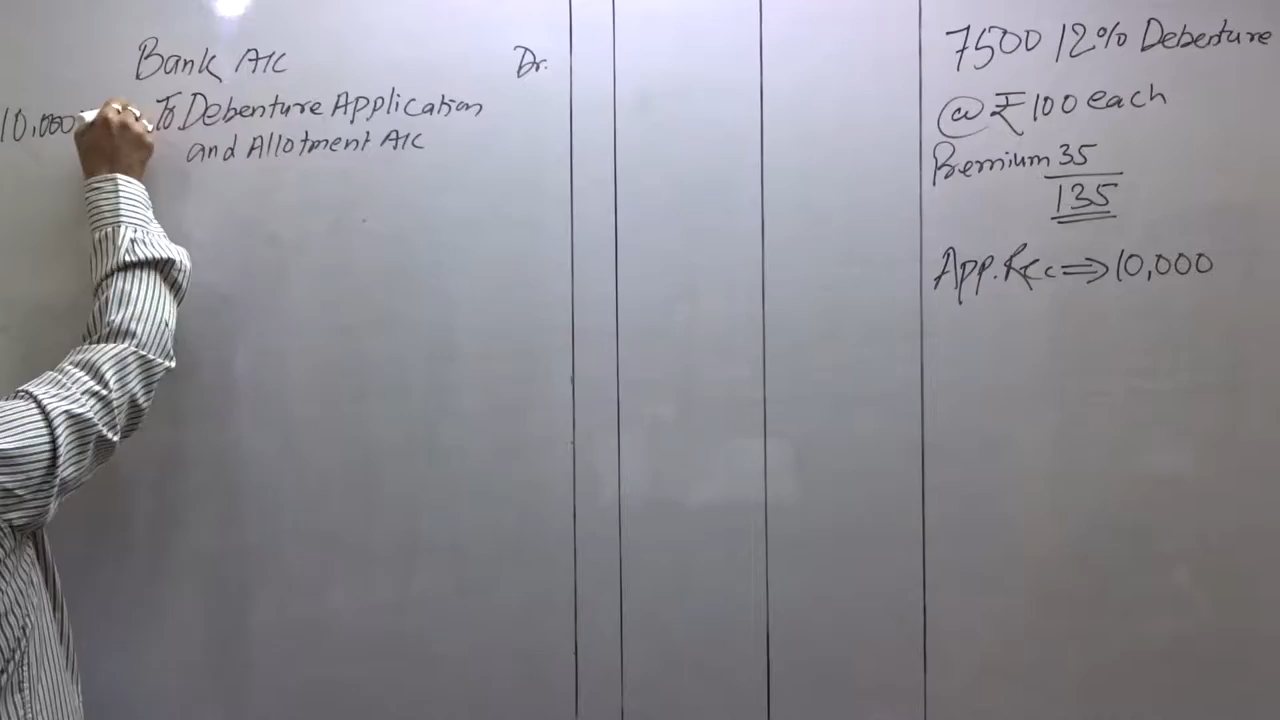 Bank A/C Dr.
10,000 To Debenture Application
and Allotment A/C
7500 12% Debenture
@ ₹100 each
Premium 35
135
App. Rec ⇒ 10,000